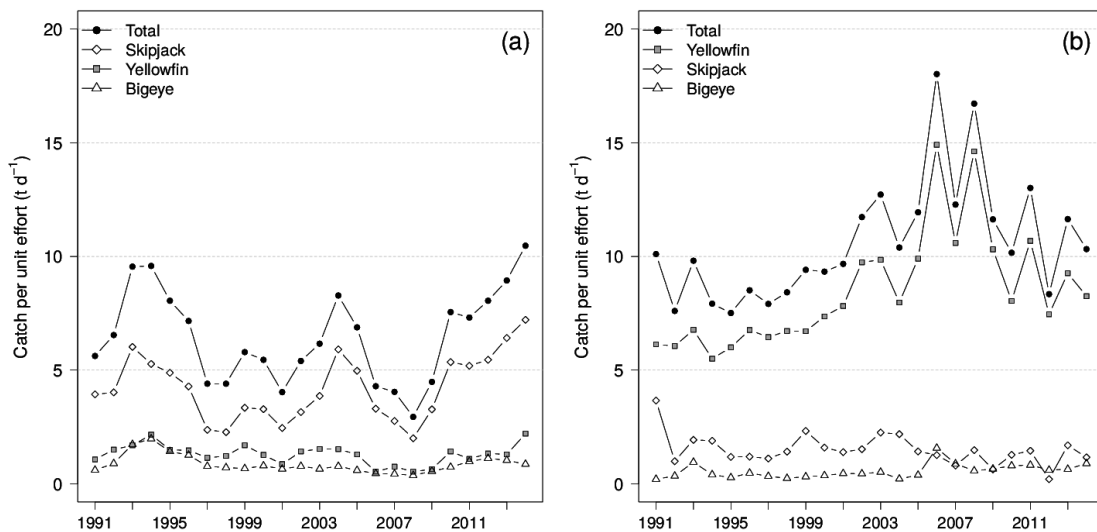 (a)
Total
Skipjack
Yellowfin
Bigeye
Catch per unit effort (t d⁻¹)
20
15
10
5
0
1991 1995 1999 2003 2007 2011
(b)
Total
Yellowfin
Skipjack
Bigeye
Catch per unit effort (t d⁻¹)
20
15
10
5
0
1991 1995 1999 2003 2007 2011